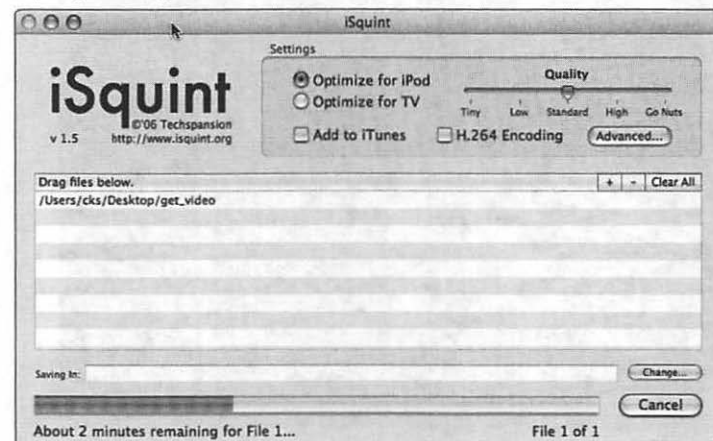 iSquint
Settings
iSquint
©'06 Techspansion
v 1.5 http://www.isquint.org
Optimize for iPod
Optimize for TV
Add to iTunes
H.264 Encoding
Quality
Tiny Low Standard High Go Nuts
Advanced...
Drag files below. + - Clear All
/Users/cks/Desktop/get_video
Saving In: Change...
Cancel
About 2 minutes remaining for File 1... File 1 of 1